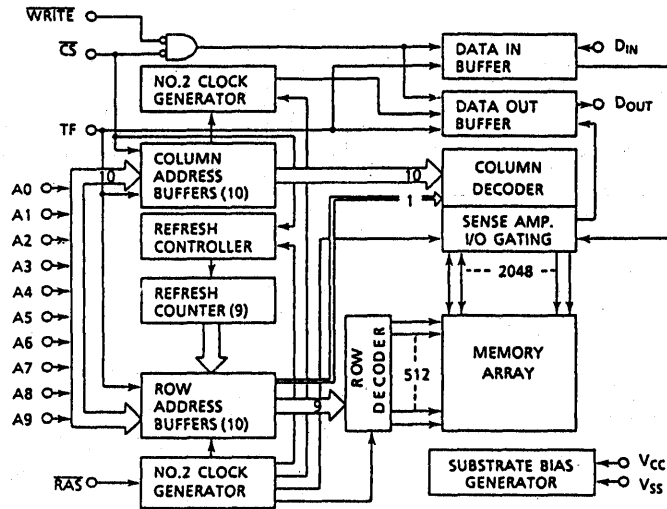 WRITE
CS
TF
A0
A1
A2
A3
A4
A5
A6
A7
A8
A9
RAS
NO.2 CLOCK
GENERATOR
10
COLUMN
ADDRESS
BUFFERS (10)
REFRESH
CONTROLLER
REFRESH
COUNTER (9)
ROW
ADDRESS
BUFFERS (10)
NO.2 CLOCK
GENERATOR
10
1
9
ROW
DECODER
512
DATA IN
BUFFER
DATA OUT
BUFFER
COLUMN
DECODER
SENSE AMP.
I/O GATING
2048
MEMORY
ARRAY
SUBSTRATE BIAS
GENERATOR
DIN
DOUT
VCC
VSS